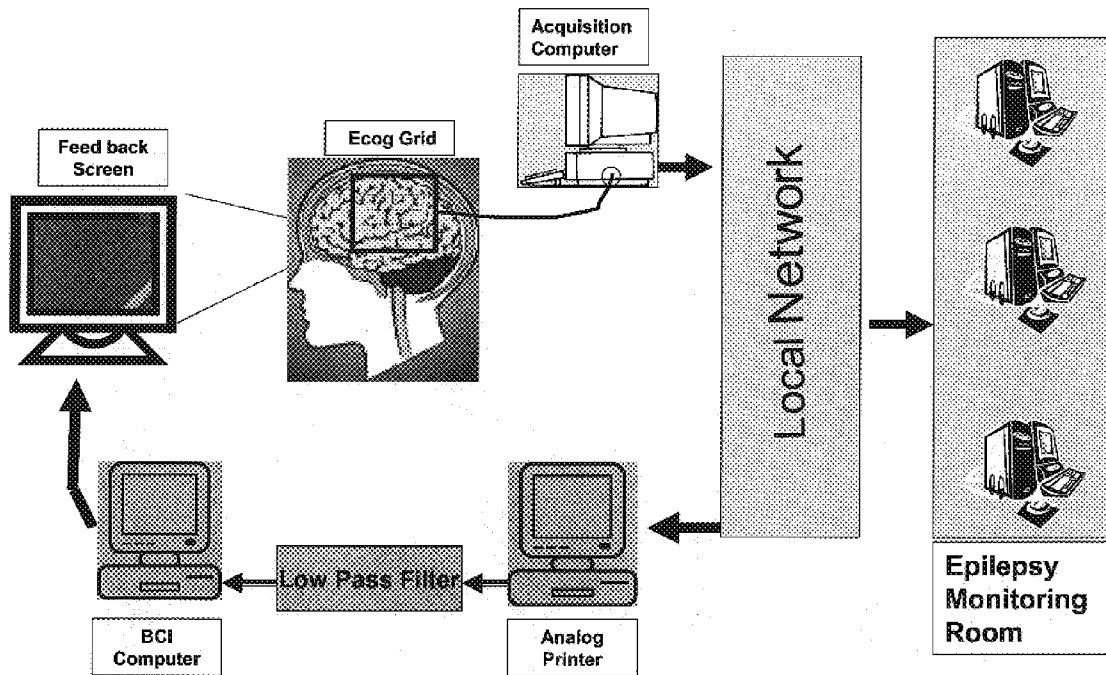 Acquisition
Computer
Ecog Grid
Feed back
Screen
Local Network
Low Pass Filter
BCI
Computer
Analog
Printer
Epilepsy
Monitoring
Room